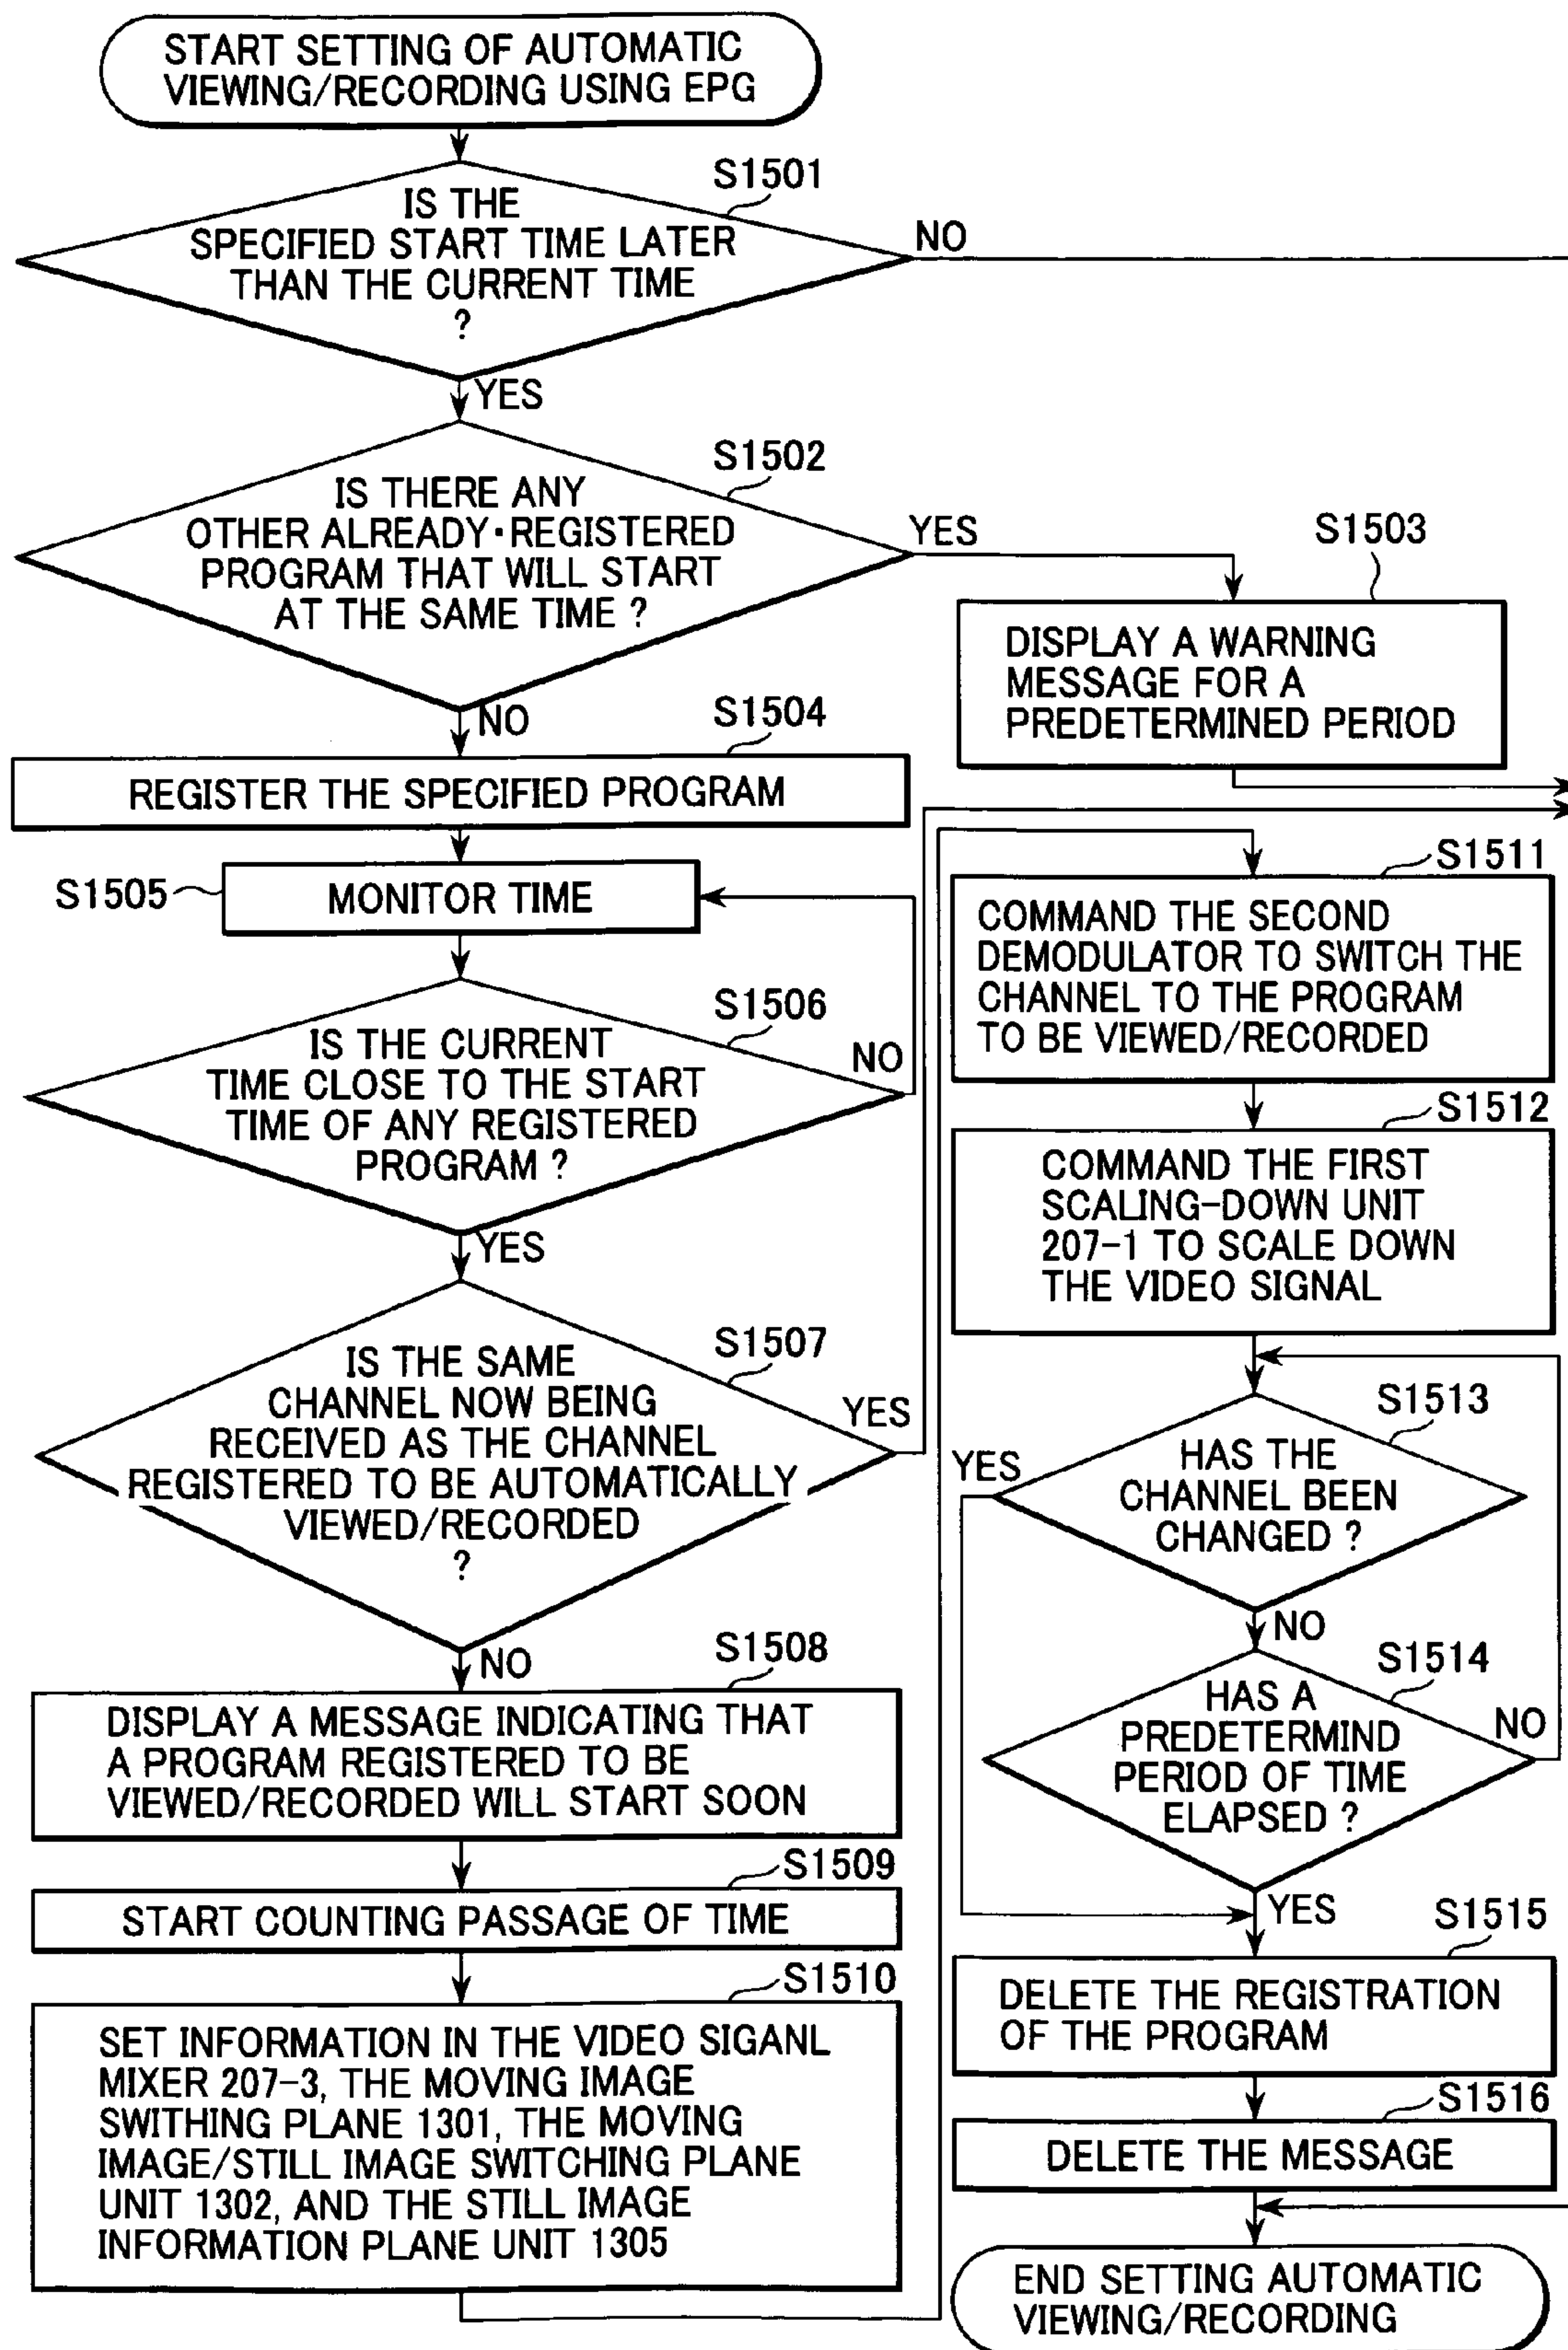 START SETTING OF AUTOMATIC
VIEWING/RECORDING USING EPG
S1501
IS THE
SPECIFIED START TIME LATER
THAN THE CURRENT TIME
?
NO
YES
S1502
IS THERE ANY
OTHER ALREADY･REGISTERED
PROGRAM THAT WILL START
AT THE SAME TIME ?
YES
NO
S1503
DISPLAY A WARNING
MESSAGE FOR A
PREDETERMINED PERIOD
S1504
REGISTER THE SPECIFIED PROGRAM
S1505
MONITOR TIME
S1506
IS THE CURRENT
TIME CLOSE TO THE START
TIME OF ANY REGISTERED
PROGRAM ?
NO
YES
S1507
IS THE SAME
CHANNEL NOW BEING
RECEIVED AS THE CHANNEL
REGISTERED TO BE AUTOMATICALLY
VIEWED/RECORDED
?
YES
NO
S1508
DISPLAY A MESSAGE INDICATING THAT
A PROGRAM REGISTERED TO BE
VIEWED/RECORDED WILL START SOON
S1509
START COUNTING PASSAGE OF TIME
S1510
SET INFORMATION IN THE VIDEO SIGANL
MIXER 207-3, THE MOVING IMAGE
SWITHING PLANE 1301, THE MOVING
IMAGE/STILL IMAGE SWITCHING PLANE
UNIT 1302, AND THE STILL IMAGE
INFORMATION PLANE UNIT 1305
S1511
COMMAND THE SECOND
DEMODULATOR TO SWITCH THE
CHANNEL TO THE PROGRAM
TO BE VIEWED/RECORDED
S1512
COMMAND THE FIRST
SCALING-DOWN UNIT
207-1 TO SCALE DOWN
THE VIDEO SIGNAL
S1513
HAS THE
CHANNEL BEEN
CHANGED ?
YES
NO
S1514
HAS A
PREDETERMIND
PERIOD OF TIME
ELAPSED ?
NO
YES
S1515
DELETE THE REGISTRATION
OF THE PROGRAM
S1516
DELETE THE MESSAGE
END SETTING AUTOMATIC
VIEWING/RECORDING